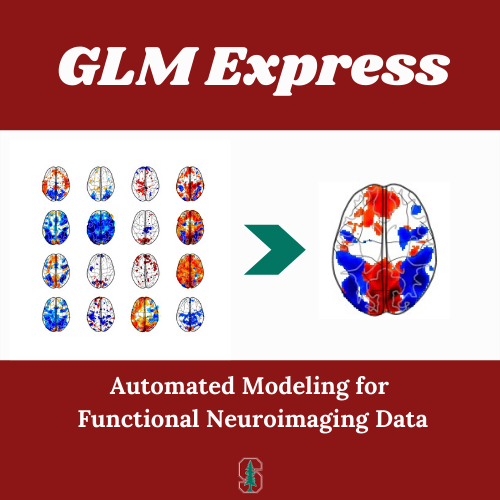 GLM Express
Automated Modeling for
Functional Neuroimaging Data
S